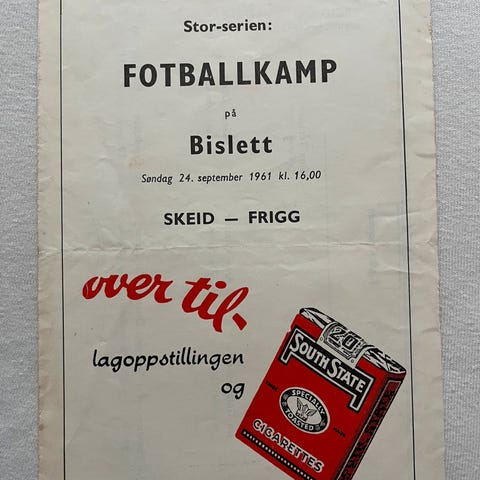 Stor-serien:
FOTBALLKAMP
på
Bislett
Søndag 24. september 1961 kl. 16,00
SKEID — FRIGG
over til-
lagoppstillingen
og
20
SOUTH STATE
SPECIALLY
TOASTED
CIGARETTES